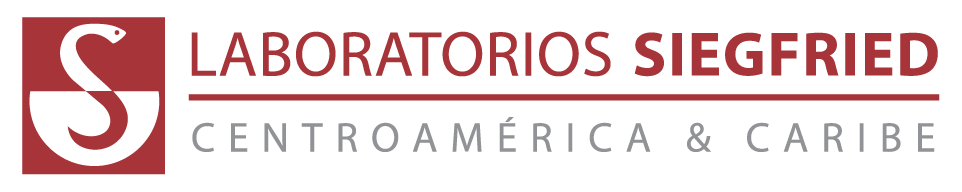 LABORATORIOS SIEGFRIED
CENTROAMÉRICA & CARIBE